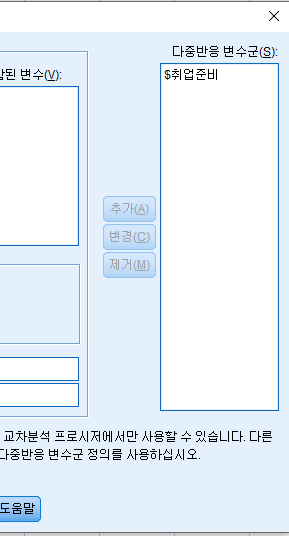 다중반응 변수군(S):
합된 변수(V):
$취업준비
추가(A)
변경(C)
제거(M)
교차분석 프로시저에서만 사용할 수 있습니다. 다른
다중반응 변수군 정의를 사용하십시오.
도움말